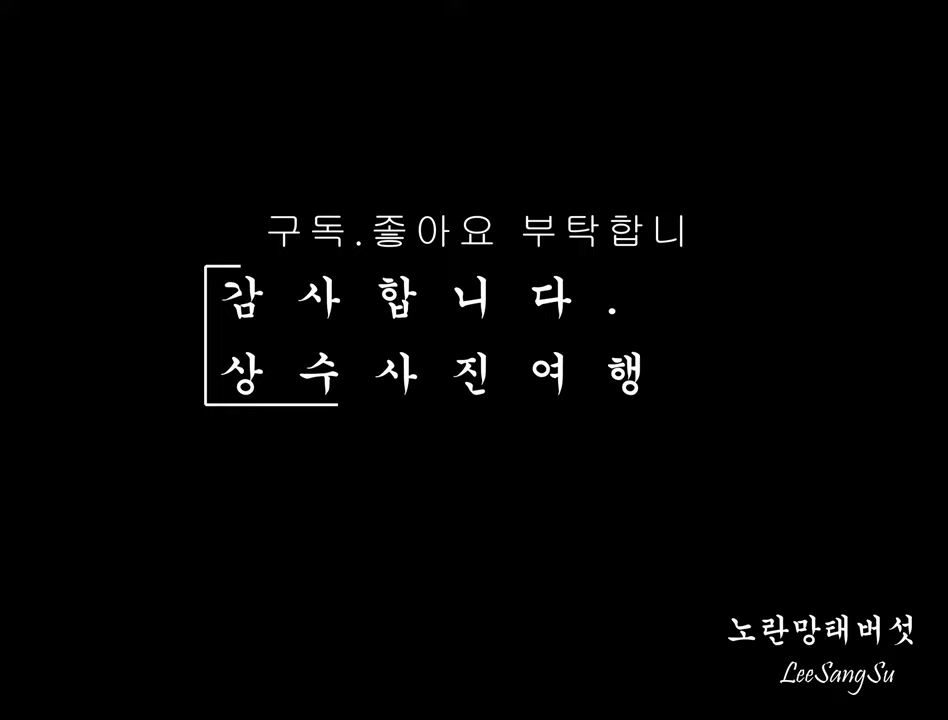 구독.좋아요 부탁합니
감 사 합 니 다 .
상 수 사 진 여 행
노란망태버섯
LeeSangSu